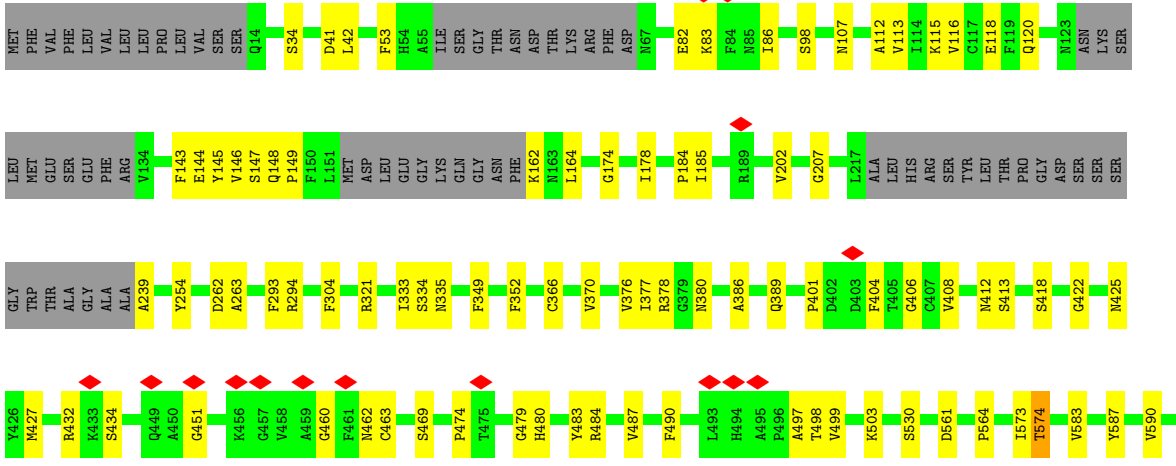 MET PHE VAL PHE LEU VAL LEU LEU PRO LEU VAL SER SER Q14 S34 D41 L42 F53 H54 A55 ILE SER GLY THR ASN ASP THR LYS ARG PHE ASP N67 E82 K83 F84 N85 I86 S98 N107 A112 V113 I114 K115 V116 C117 E118 F119 Q120 N123 ASN LYS SER
LEU MET GLU SER GLU PHE ARG V134 F143 E144 Y145 V146 S147 Q148 P149 F150 L151 MET ASP LEU GLU GLY LYS GLN GLY ASN PHE K162 N163 L164 G174 I178 P184 I185 R189 V202 G207 L217 ALA LEU HIS ARG SER TYR LEU THR PRO GLY ASP SER SER SER
GLY TRP THR ALA GLY ALA ALA A239 Y254 D262 A263 F293 R294 F304 R321 I333 S334 N335 F349 F352 C366 V370 V376 I377 R378 G379 N380 A386 Q389 P401 D402 D403 F404 T405 G406 C407 V408 N412 S413 S418 G422 N425
Y426 M427 R432 K433 S434 Q449 A450 G451 K456 G457 V458 A459 G460 F461 N462 C463 S469 P474 T475 G479 H480 Y483 R484 V487 F490 L493 H494 A495 P496 A497 T498 V499 K503 S530 D561 P564 I573 T574 V583 Y587 V590